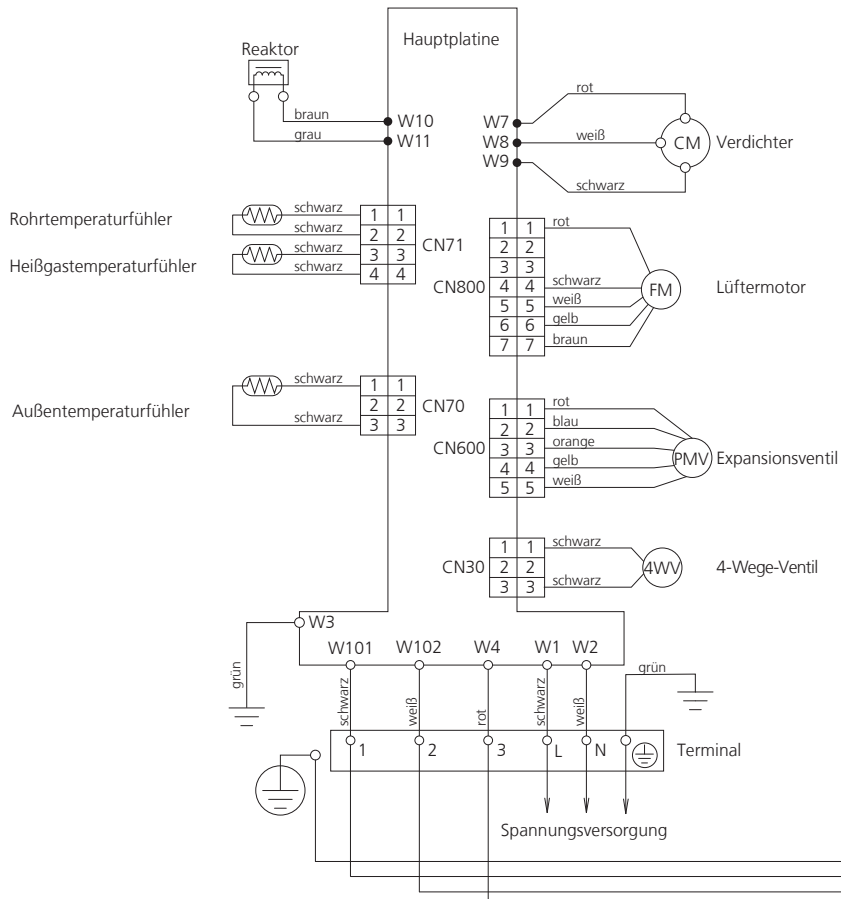 Hauptplatine
Reaktor
braun
grau
W10
W11
W7
W8
W9
rot
weiß
schwarz
CM
Verdichter
Rohrtemperaturfühler
schwarz
schwarz
Heißgastemperaturfühler
schwarz
schwarz
1 1
2 2
3 3
4 4
CN71
CN800
1 1
2 2
3 3
4 4
5 5
6 6
7 7
rot
schwarz
weiß
gelb
braun
FM
Lüftermotor
Außentemperaturfühler
schwarz
schwarz
1 1
2 2
3 3
CN70
CN600
1 1
2 2
3 3
4 4
5 5
rot
blau
orange
gelb
weiß
PMV
Expansionsventil
CN30
1 1
2 2
3 3
schwarz
schwarz
4WV
4-Wege-Ventil
W3
grün
W101 W102 W4 W1 W2
schwarz
weiß
rot
schwarz
weiß
grün
1 2 3 L N
Terminal
Spannungsversorgung